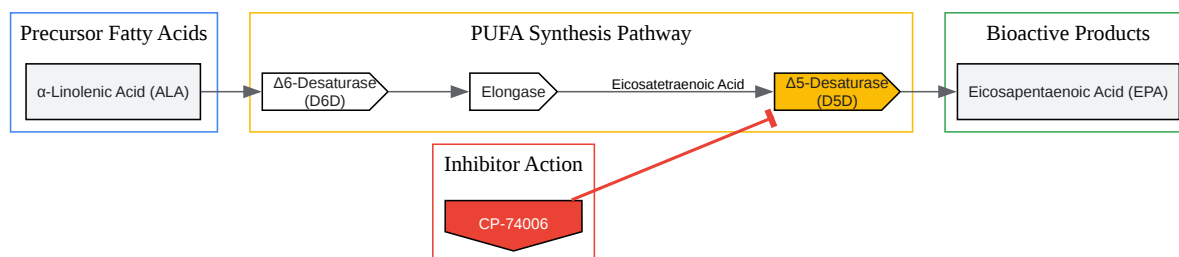 Precursor Fatty Acids
α-Linolenic Acid (ALA)
PUFA Synthesis Pathway
Δ6-Desaturase
(D6D)
Elongase
Eicosatetraenoic Acid
Δ5-Desaturase
(D5D)
Bioactive Products
Eicosapentaenoic Acid (EPA)
Inhibitor Action
CP-74006